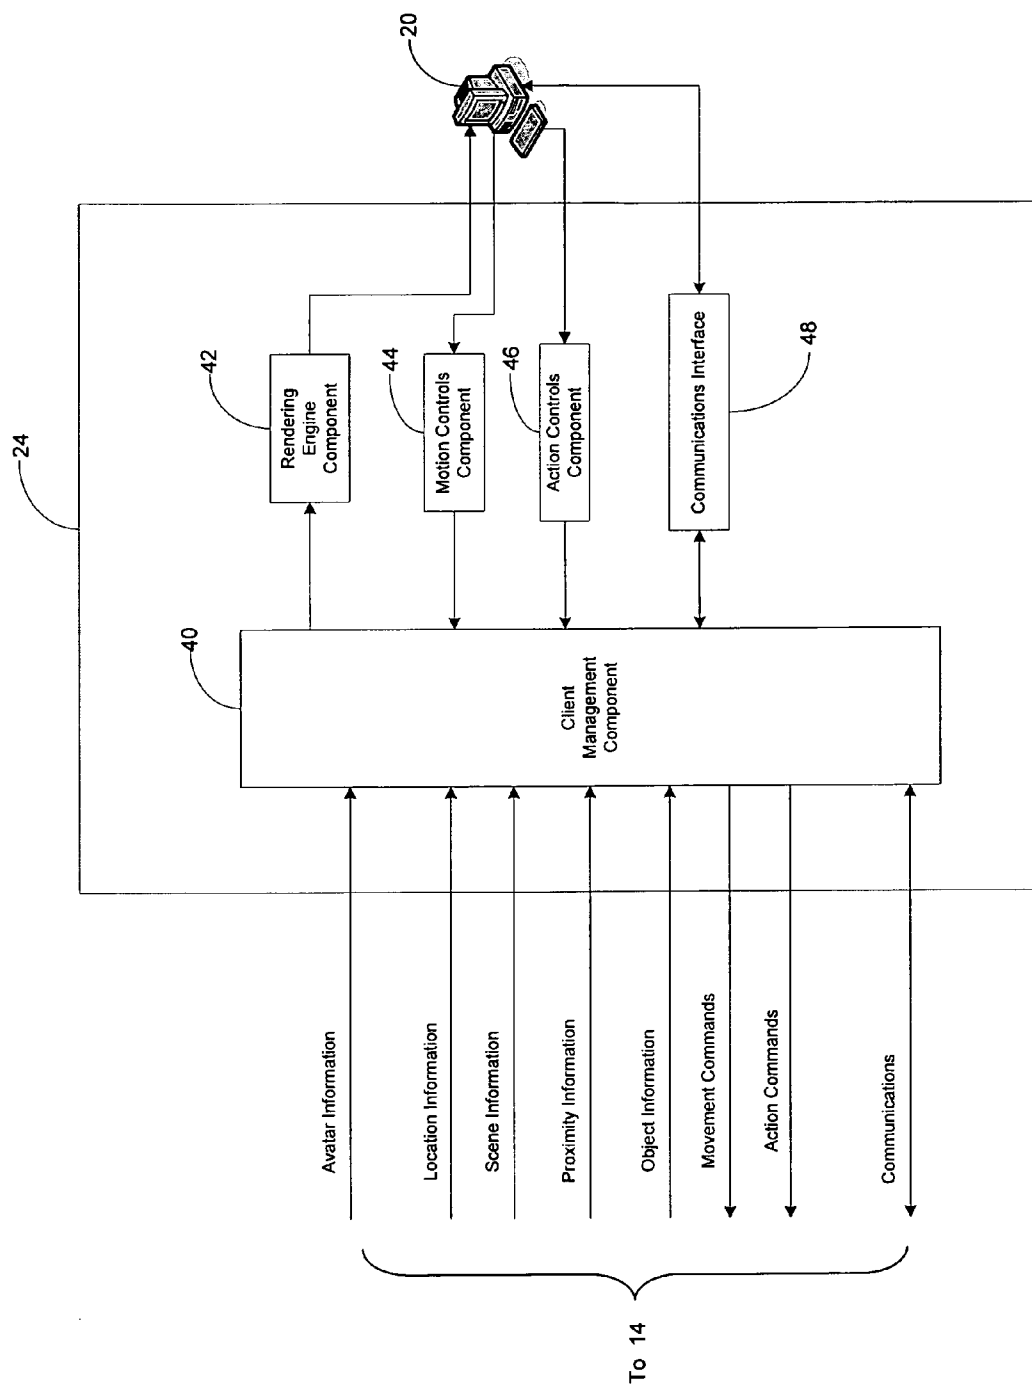 24
20
42
Rendering
Engine
Component
44
Motion Controls
Component
46
Action Controls
Component
Communications Interface
48
40
Client
Management
Component
Avatar Information
Location Information
Scene Information
Proximity Information
Object Information
Movement Commands
Action Commands
Communications
To 14